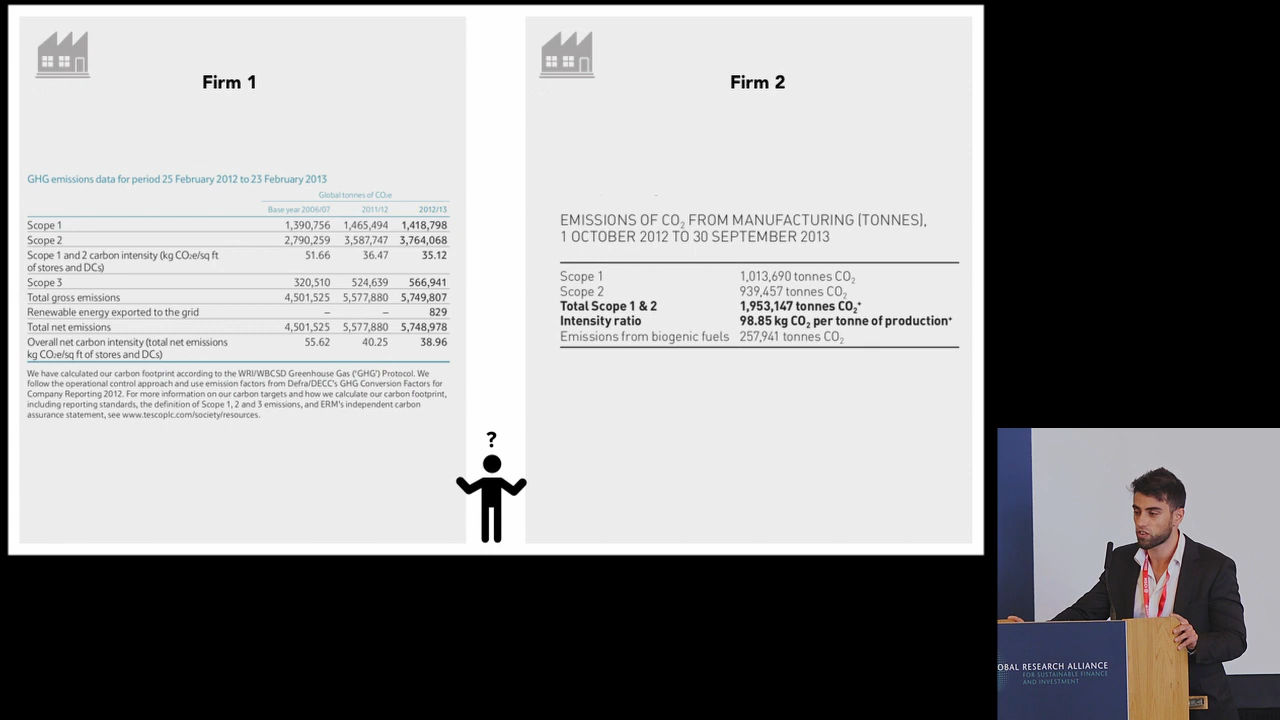 Firm 1
GHG emissions data for period 25 February 2012 to 23 February 2013
Global tonnes of CO₂e
Base year 2006/07 2011/12 2012/13
Scope 1 1,390,756 1,465,494 1,418,798
Scope 2 2,790,259 3,587,747 3,764,068
Scope 1 and 2 carbon intensity (kg CO₂e/sq ft 51.66 36.47 35.12
of stores and DCs)
Scope 3 320,510 524,639 566,941
Total gross emissions 4,501,525 5,577,880 5,749,807
Renewable energy exported to the grid – – 829
Total net emissions 4,501,525 5,577,880 5,748,978
Overall net carbon intensity (total net emissions 55.62 40.25 38.96
kg CO₂e/sq ft of stores and DCs)
We have calculated our carbon footprint according to the WRI/WBCSD Greenhouse Gas ('GHG') Protocol. We
follow the operational control approach and use emission factors from Defra/DECC's GHG Conversion Factors for
Company Reporting 2012. For more information on our carbon targets and how we calculate our carbon footprint,
including reporting standards, the definition of Scope 1, 2 and 3 emissions, and ERM's independent carbon
assurance statement, see www.tescoplc.com/society/resources.
?
Firm 2
EMISSIONS OF CO₂ FROM MANUFACTURING (TONNES),
1 OCTOBER 2012 TO 30 SEPTEMBER 2013
Scope 1 1,013,690 tonnes CO₂
Scope 2 939,457 tonnes CO₂
Total Scope 1 & 2 1,953,147 tonnes CO₂⁺
Intensity ratio 98.85 kg CO₂ per tonne of production⁺
Emissions from biogenic fuels 257,941 tonnes CO₂
OBAL RESEARCH ALLIANCE
FOR SUSTAINABLE FINANCE
AND INVESTMENT